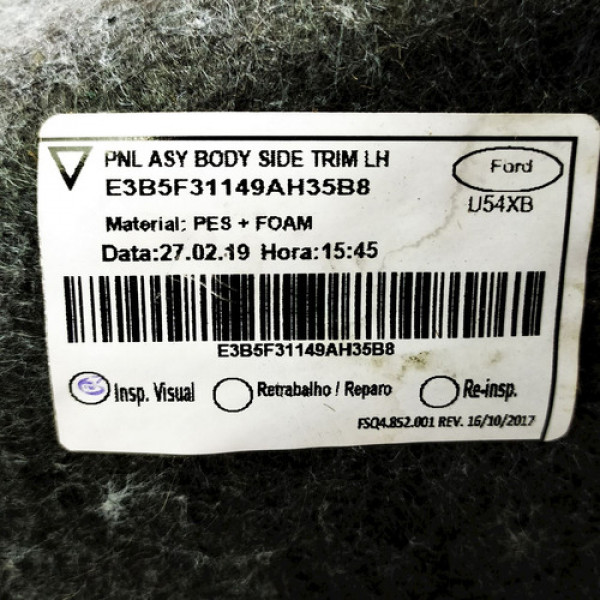 PNL ASY BODY SIDE TRIM LH
Ford
E3B5F31149AH35B8
U54XB
Material: PES + FOAM
Data:27.02.19 Hora:15:45
E3B5F31149AH35B8
Insp. Visual Retrabalho / Reparo Re-insp.
FSQ4.852.001 REV. 16/10/2017